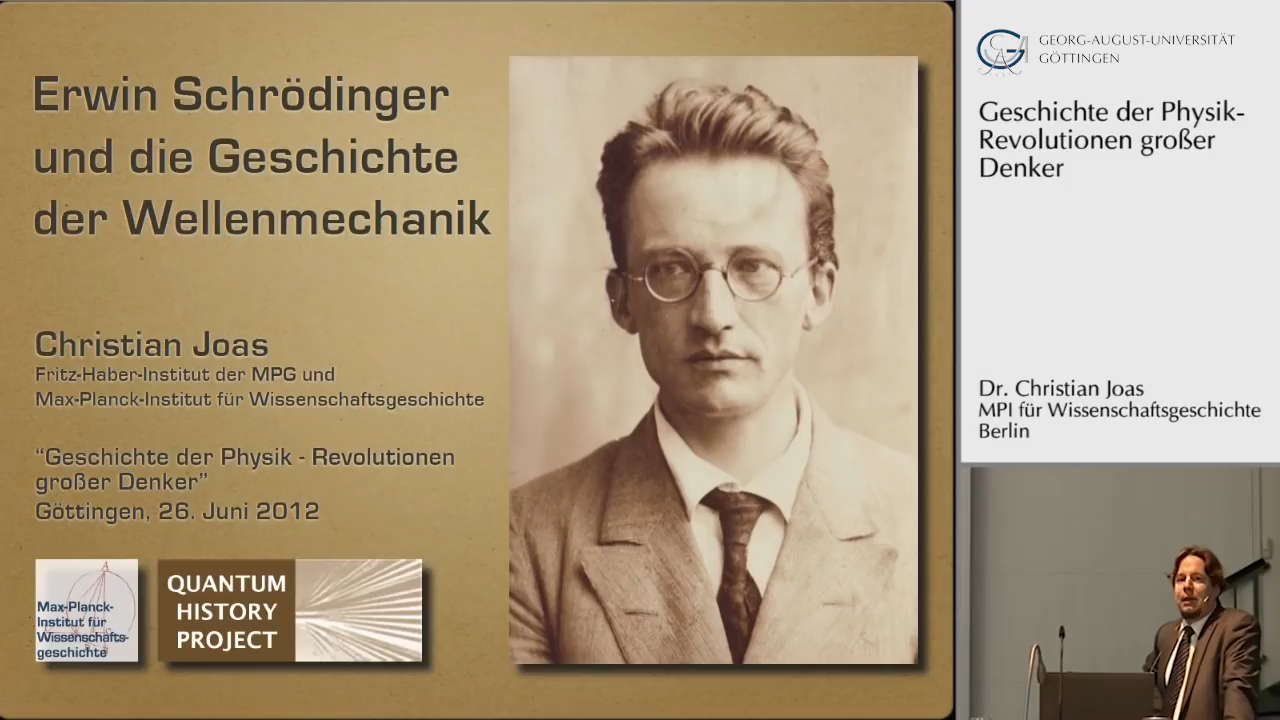 Erwin Schrödinger
und die Geschichte
der Wellenmechanik
Christian Joas
Fritz-Haber-Institut der MPG und
Max-Planck-Institut für Wissenschaftsgeschichte
“Geschichte der Physik - Revolutionen
großer Denker”
Göttingen, 26. Juni 2012
Max-Planck-
Institut für
Wissenschafts-
geschichte
QUANTUM
HISTORY
PROJECT
GEORG-AUGUST-UNIVERSITÄT
GÖTTINGEN
Geschichte der Physik-
Revolutionen großer
Denker
Dr. Christian Joas
MPI für Wissenschaftsgeschichte
Berlin